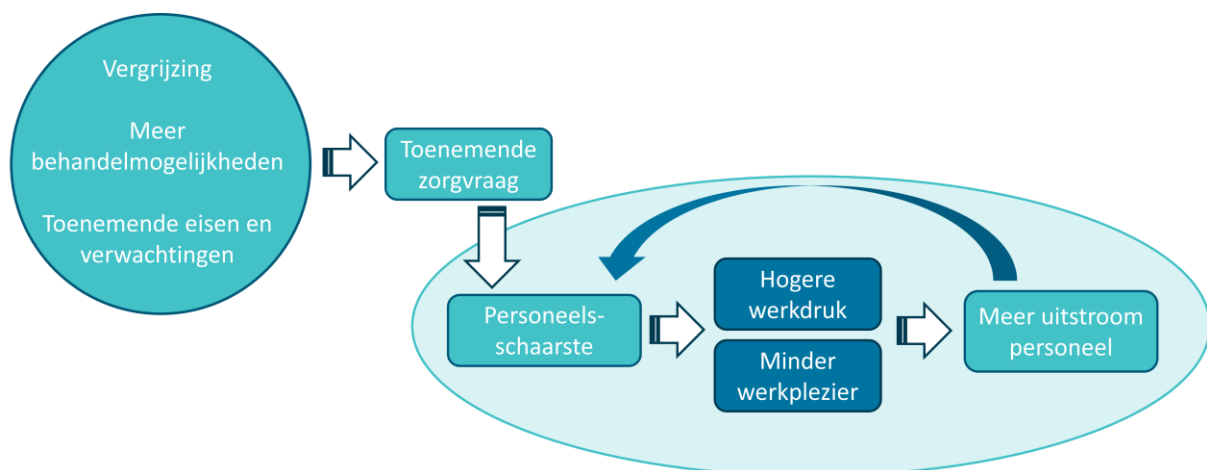 Vergrijzing
Meer
behandelmogelijkheden
Toenemende eisen en
verwachtingen
Toenemende
zorgvraag
Personeels-
schaarste
Hogere
werkdruk
Minder
werkplezier
Meer uitstroom
personeel